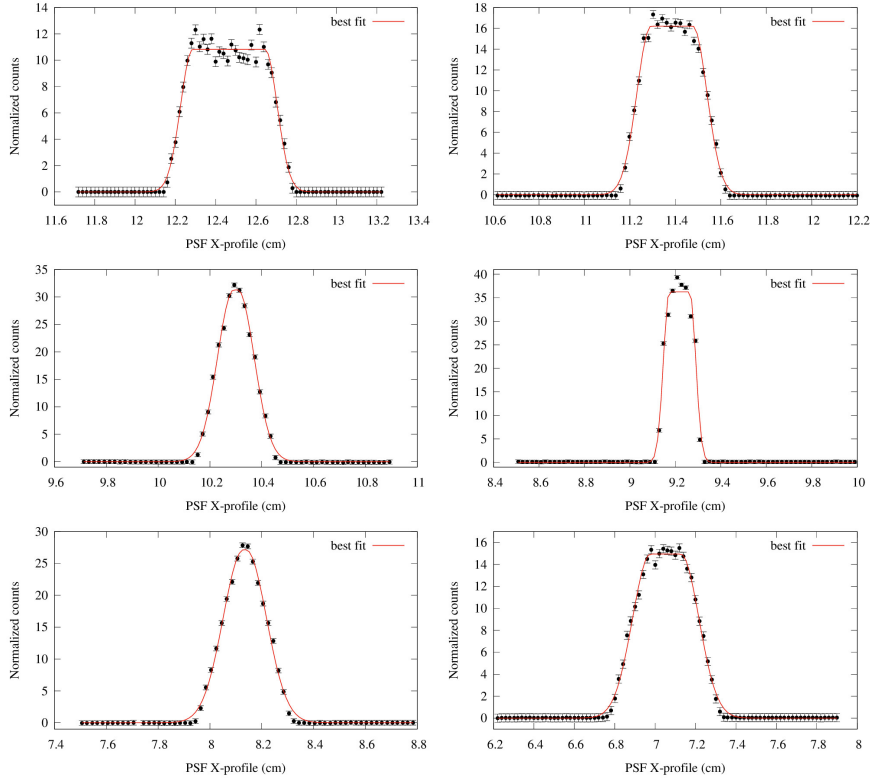 14
12
10
8
6
4
2
0
Normalized counts
best fit
11.6 11.8 12 12.2 12.4 12.6 12.8 13 13.2 13.4
PSF X-profile (cm)
18
16
14
12
10
8
6
4
2
0
Normalized counts
best fit
10.6 10.8 11 11.2 11.4 11.6 11.8 12 12.2
PSF X-profile (cm)
35
30
25
20
15
10
5
0
Normalized counts
best fit
9.6 9.8 10 10.2 10.4 10.6 10.8 11
PSF X-profile (cm)
40
35
30
25
20
15
10
5
0
Normalized counts
best fit
8.4 8.6 8.8 9 9.2 9.4 9.6 9.8 10
PSF X-profile (cm)
30
25
20
15
10
5
0
Normalized counts
best fit
7.4 7.6 7.8 8 8.2 8.4 8.6 8.8
PSF X-profile (cm)
16
14
12
10
8
6
4
2
0
Normalized counts
best fit
6.2 6.4 6.6 6.8 7 7.2 7.4 7.6 7.8 8
PSF X-profile (cm)